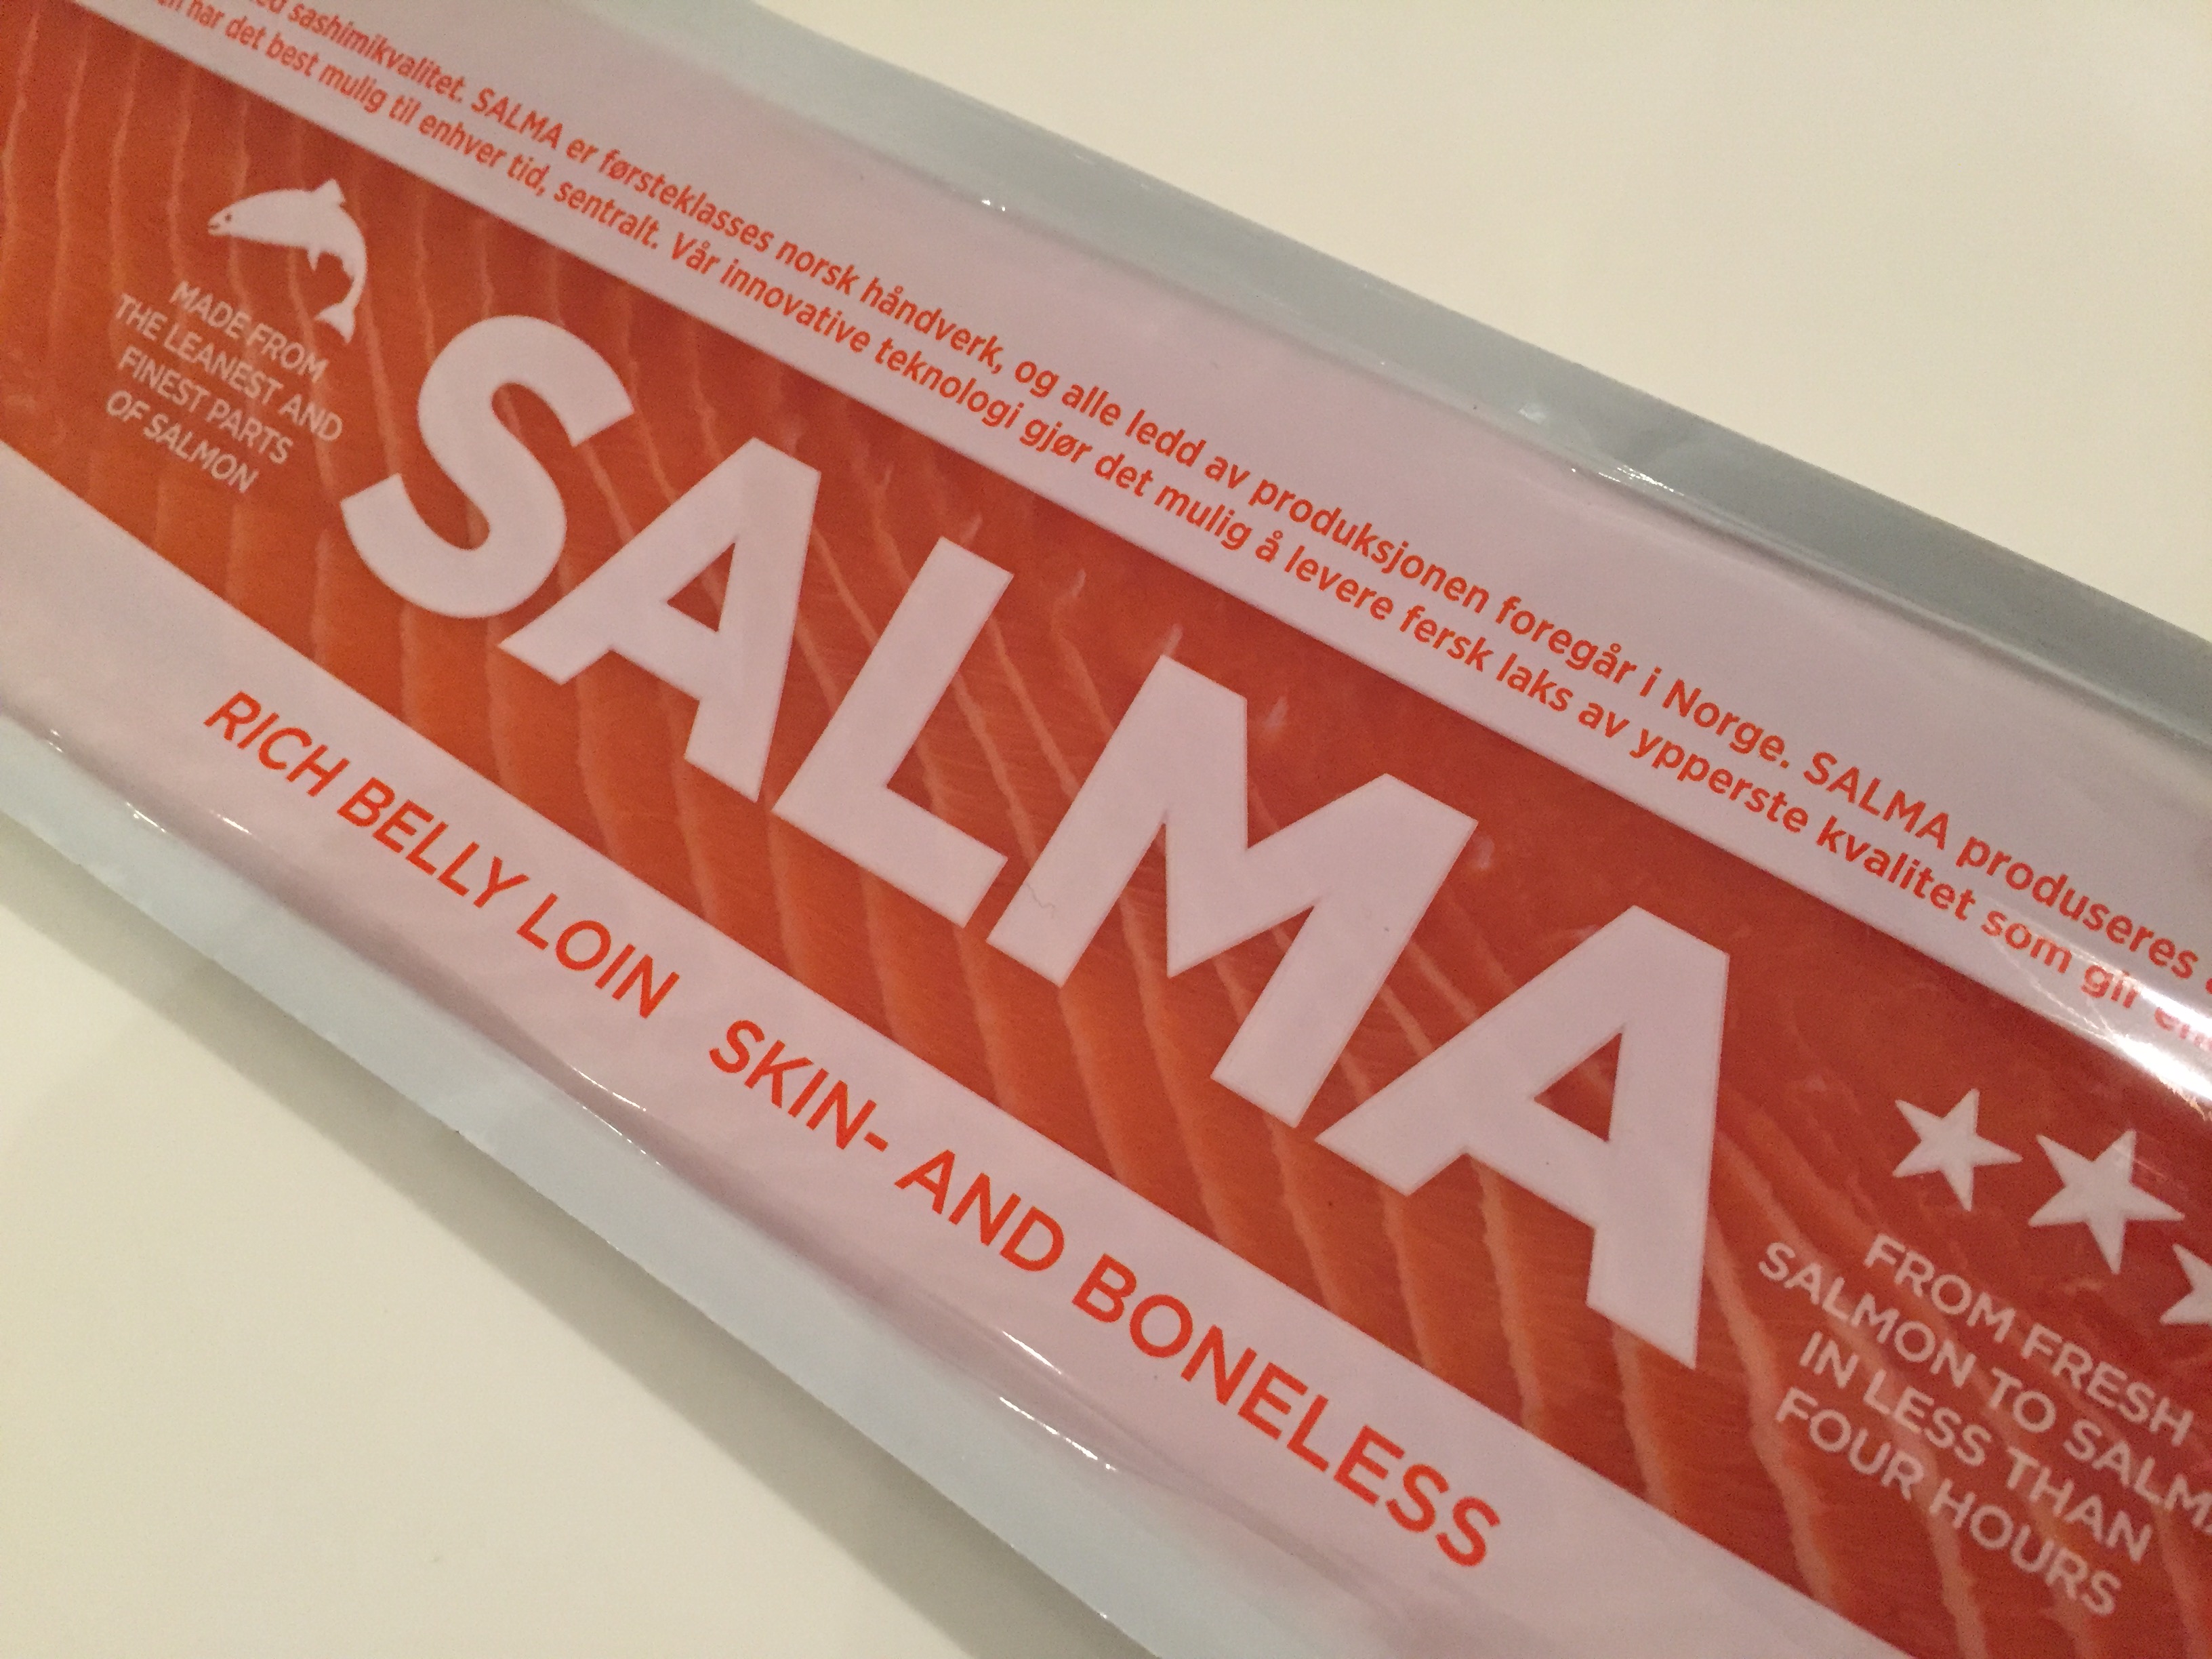 sashimikvalitet. SALMA er førsteklasses norsk håndverk, og alle ledd av produksjonen foregår i Norge. SALMA produseres
har det best mulig til enhver tid, sentralt. Vår innovative teknologi gjør det mulig å levere fersk laks av ypperste kvalitet som gir
MADE FROM
THE LEANEST AND
FINEST PARTS
OF SALMON
SALMA
FROM FRESH
SALMON TO SALMA
IN LESS THAN
FOUR HOURS
RICH BELLY LOIN SKIN- AND BONELESS